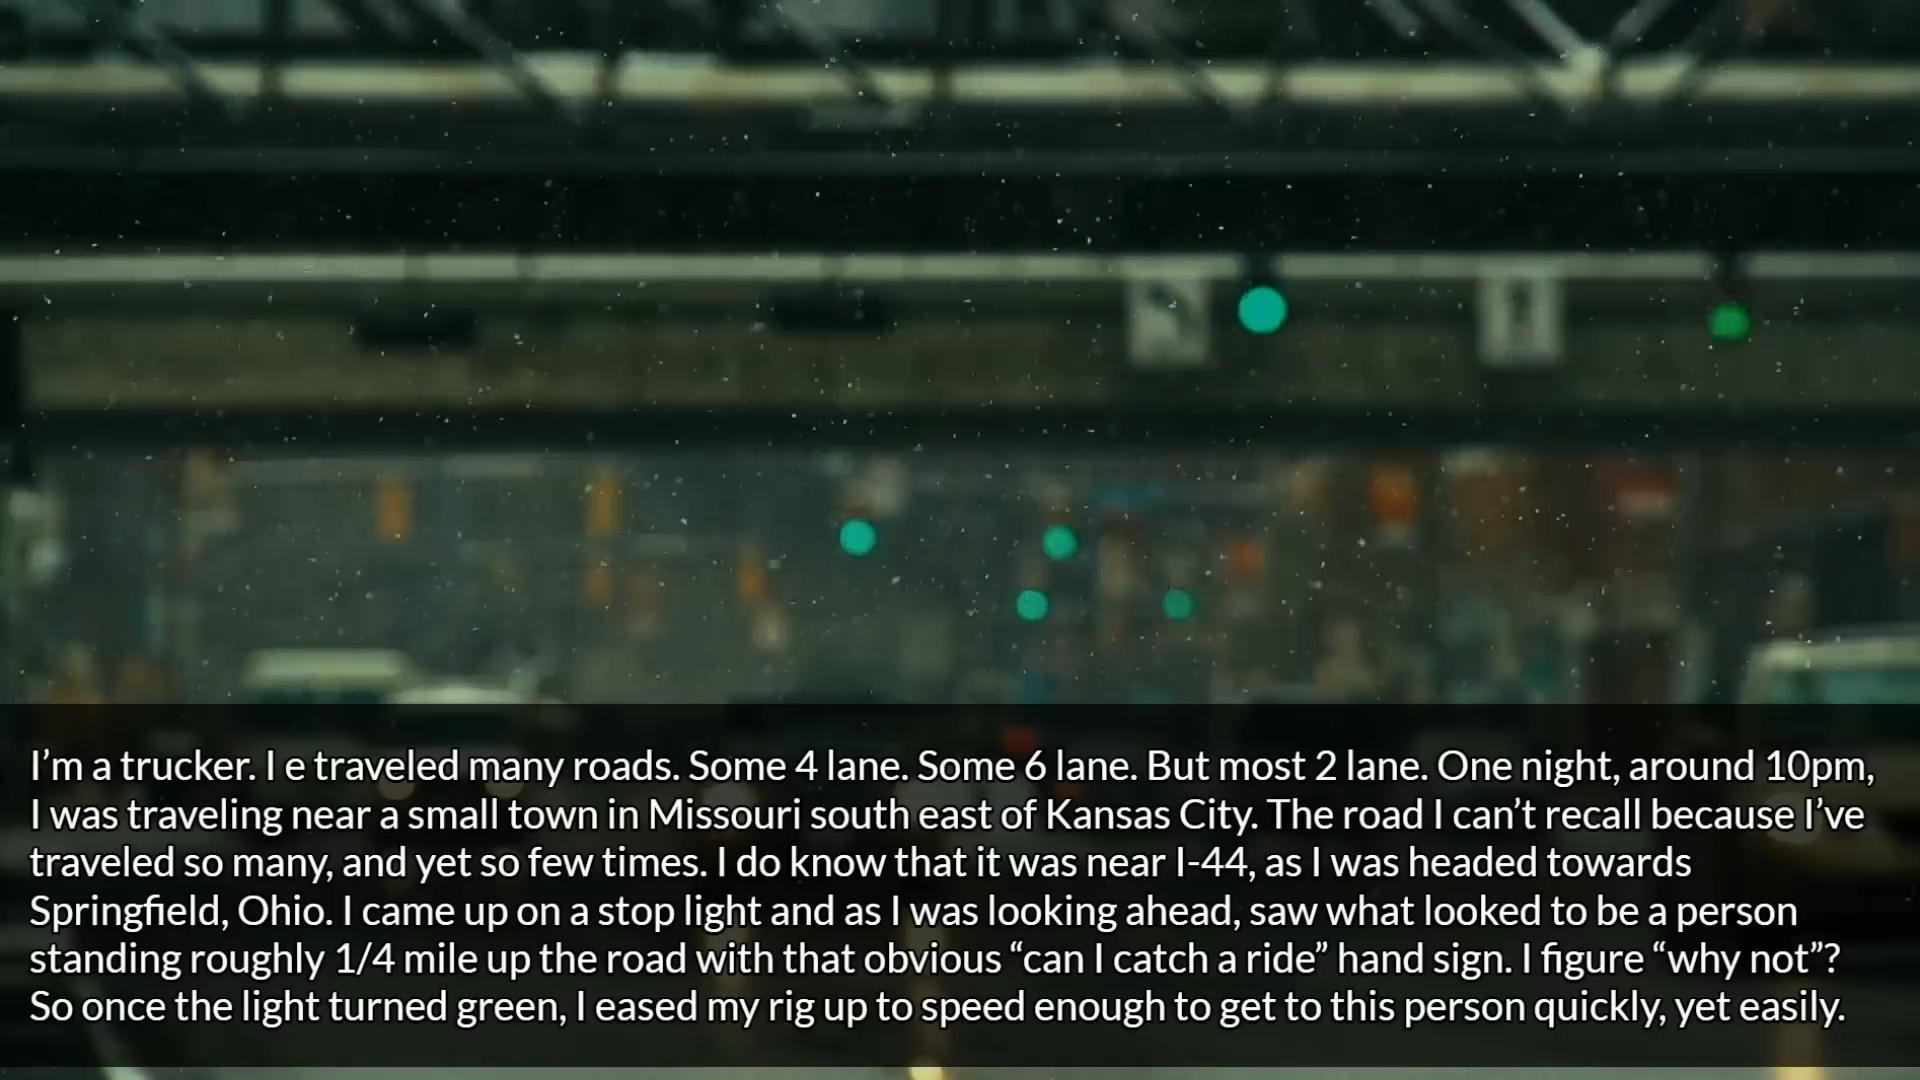 I’m a trucker. I e traveled many roads. Some 4 lane. Some 6 lane. But most 2 lane. One night, around 10pm,
I was traveling near a small town in Missouri south east of Kansas City. The road I can’t recall because I’ve
traveled so many, and yet so few times. I do know that it was near I-44, as I was headed towards
Springfield, Ohio. I came up on a stop light and as I was looking ahead, saw what looked to be a person
standing roughly 1/4 mile up the road with that obvious “can I catch a ride” hand sign. I figure “why not”?
So once the light turned green, I eased my rig up to speed enough to get to this person quickly, yet easily.